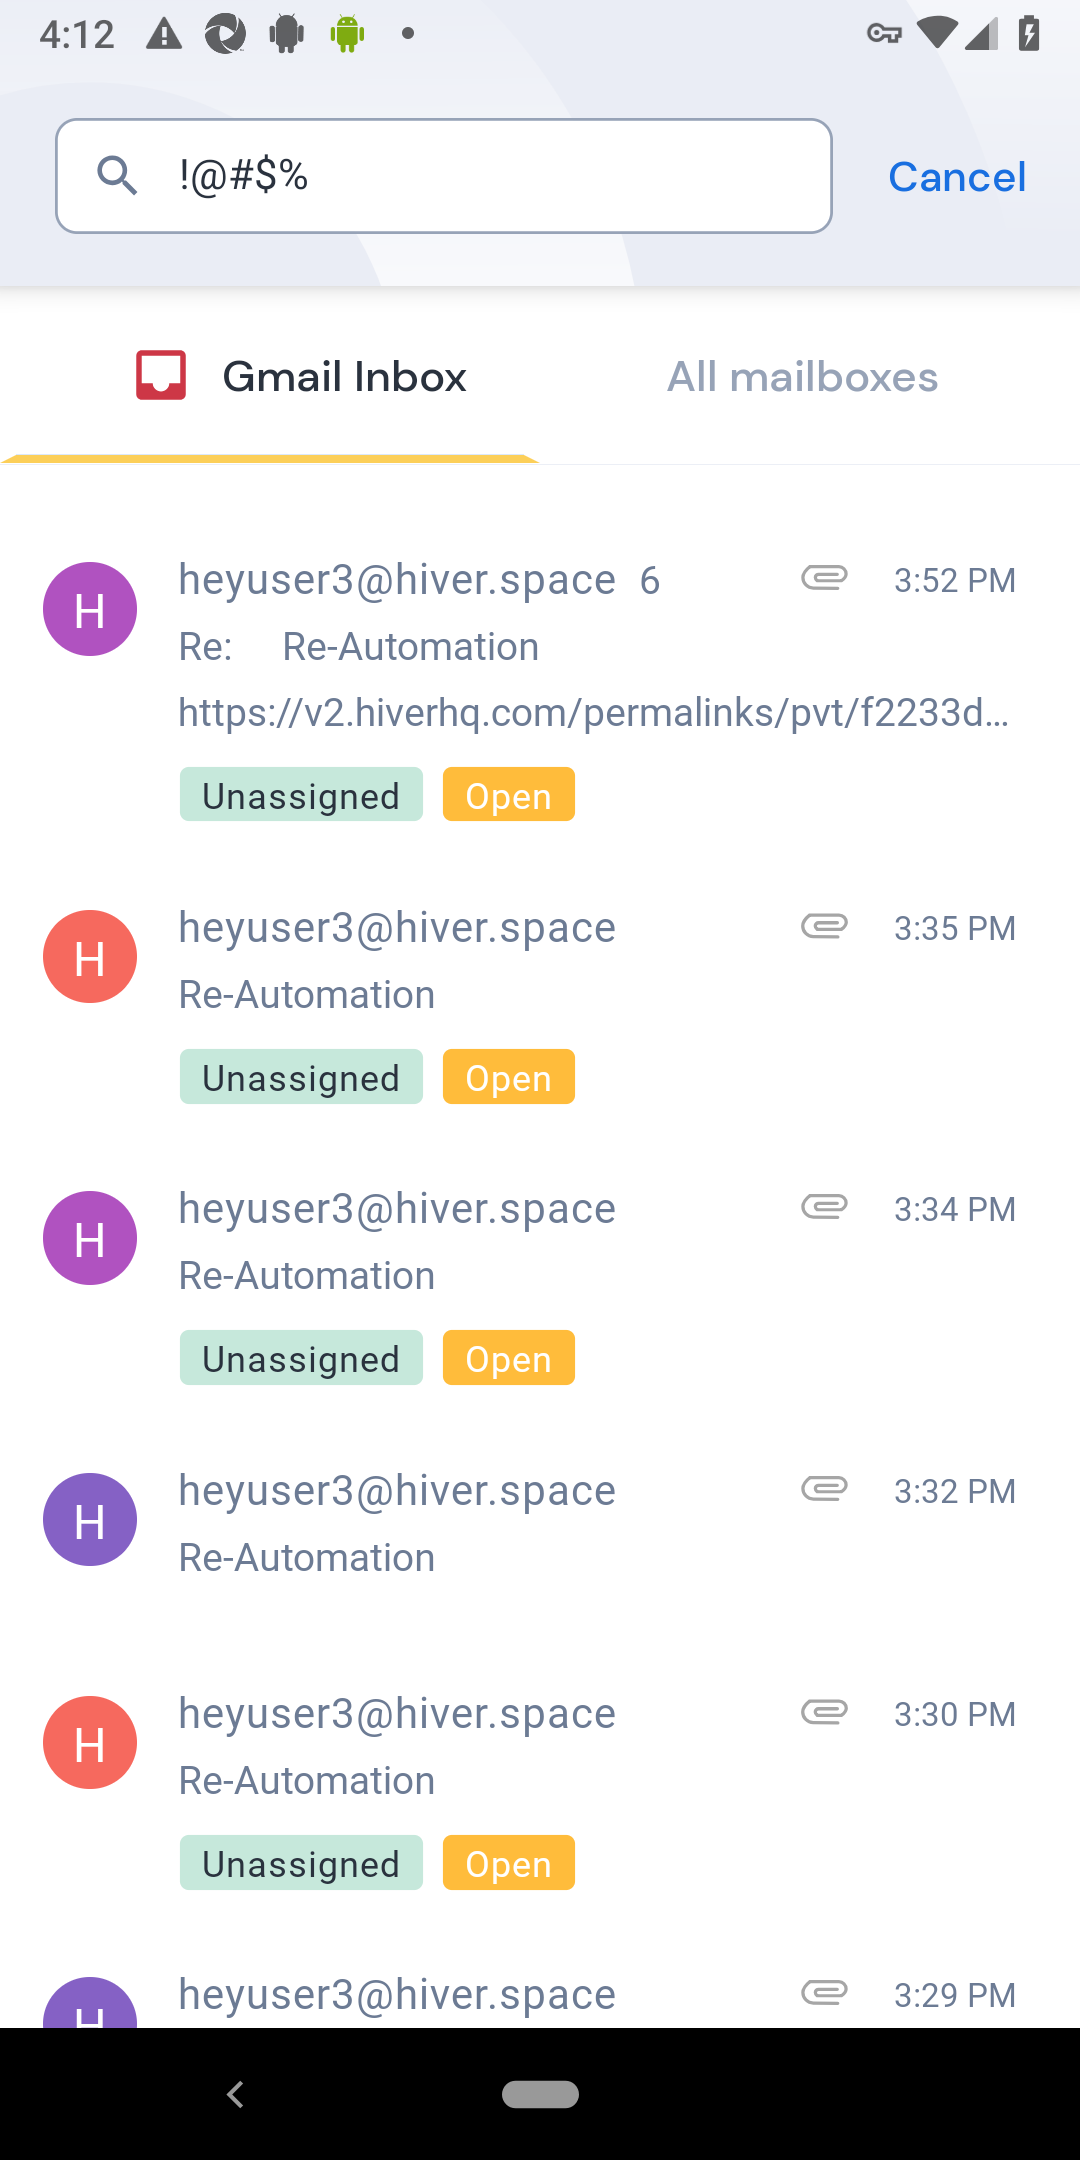 4:12
!@#$%
Cancel
Gmail Inbox
All mailboxes
H
heyuser3@hiver.space 6
3:52 PM
Re: Re-Automation
https://v2.hiverhq.com/permalinks/pvt/f2233d...
Unassigned
Open
H
heyuser3@hiver.space
3:35 PM
Re-Automation
Unassigned
Open
H
heyuser3@hiver.space
3:34 PM
Re-Automation
Unassigned
Open
H
heyuser3@hiver.space
3:32 PM
Re-Automation
H
heyuser3@hiver.space
3:30 PM
Re-Automation
Unassigned
Open
H
heyuser3@hiver.space
3:29 PM